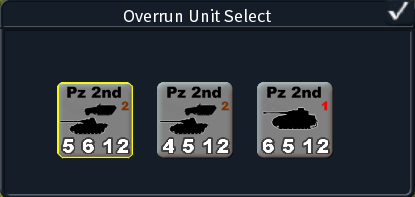 Overrun Unit Select
Pz 2nd Pz 2nd Pz 2nd
2 2 1
5 6 12 4 5 12 6 5 12